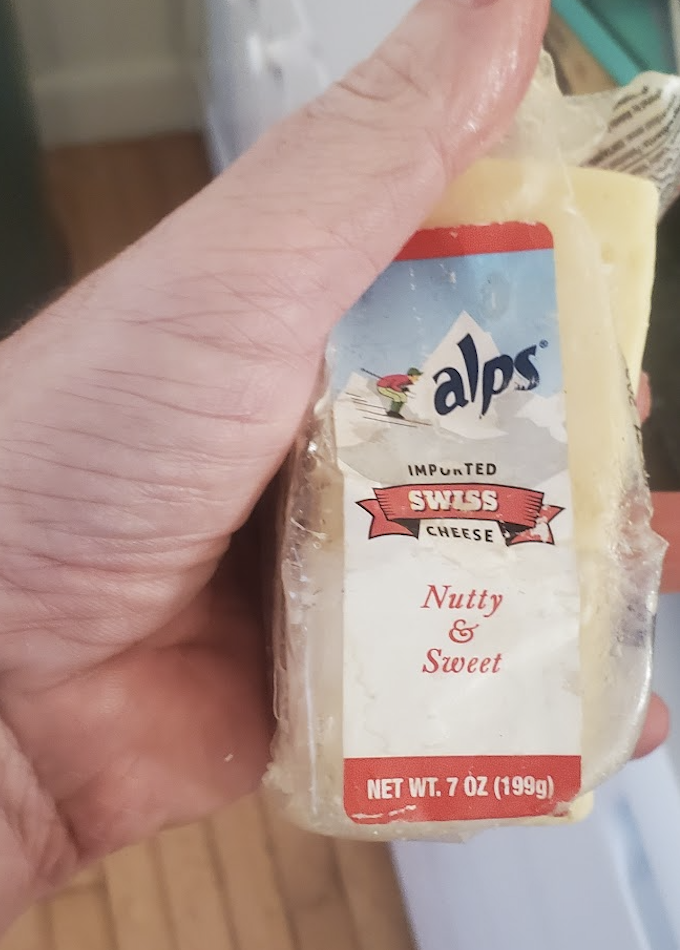 alps®
IMPORTED
SWISS
CHEESE
Nutty
&
Sweet
NET WT. 7 OZ (199g)